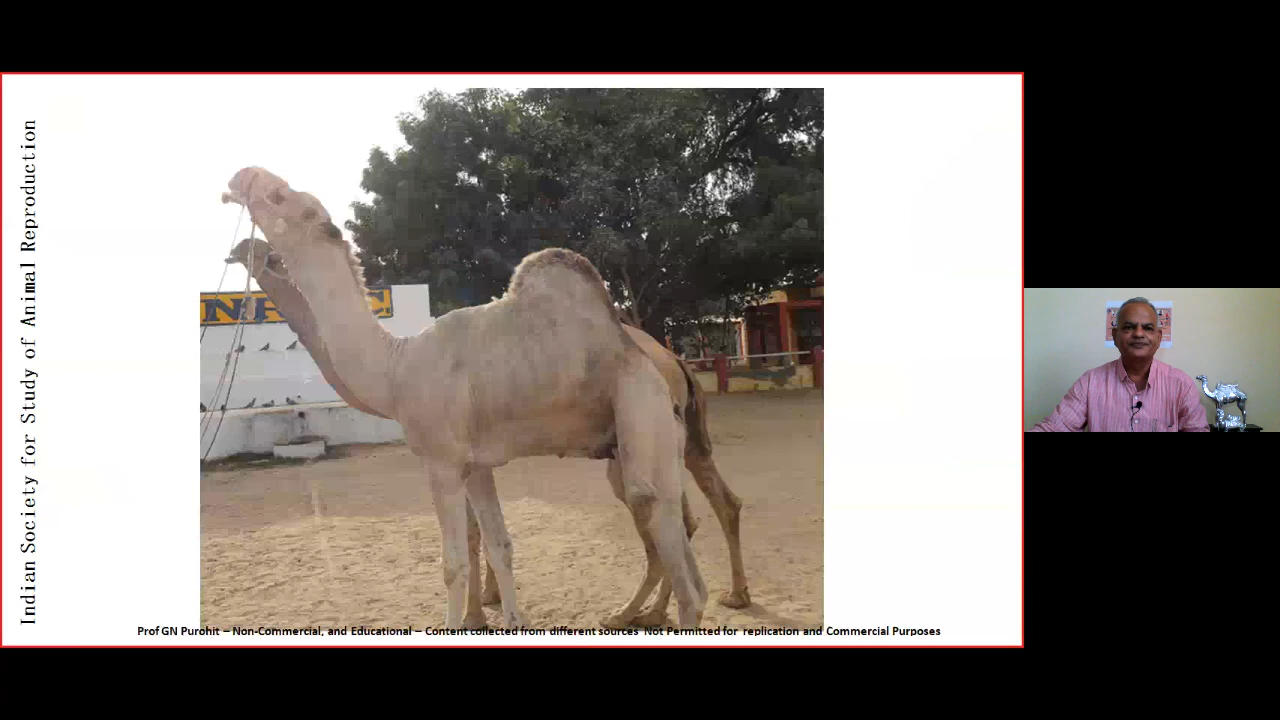 Indian Society for Study of Animal Reproduction
Prof GN Purohit – Non-Commercial, and Educational – Content collected from different sources Not Permitted for replication and Commercial Purposes